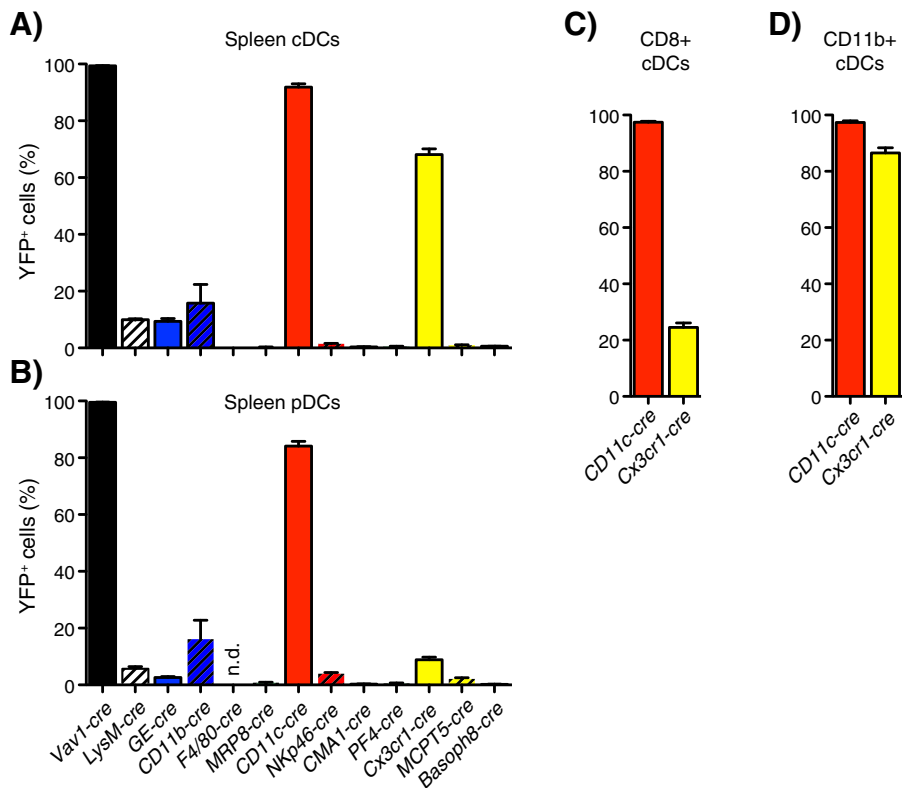 A)
Spleen cDCs
YFP⁺ cells (%)
100
80
60
40
20
0
B)
Spleen pDCs
YFP⁺ cells (%)
100
80
60
40
20
0
n.d.
Vav1-cre
LysM-cre
GE-cre
CD11b-cre
F4/80-cre
MRP8-cre
CD11c-cre
NKp46-cre
CMA1-cre
PF4-cre
Cx3cr1-cre
MCPT5-cre
Basoph8-cre
C)
CD8+
cDCs
100
80
60
40
20
0
CD11c-cre
Cx3cr1-cre
D)
CD11b+
cDCs
100
80
60
40
20
0
CD11c-cre
Cx3cr1-cre